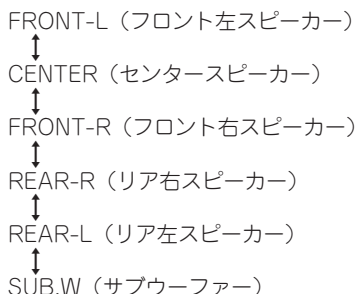 FRONT-L（フロント左スピーカー）
CENTER（センタースピーカー）
FRONT-R（フロント右スピーカー）
REAR-R（リア右スピーカー）
REAR-L（リア左スピーカー）
SUB.W（サブウーファー）